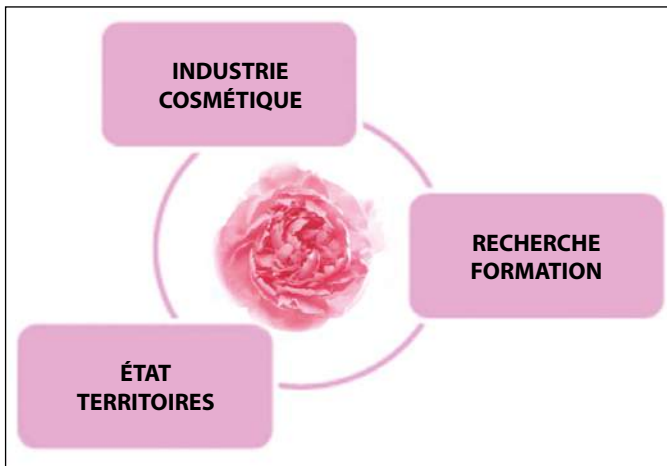 INDUSTRIE
COSMÉTIQUE
RECHERCHE
FORMATION
ÉTAT
TERRITOIRES